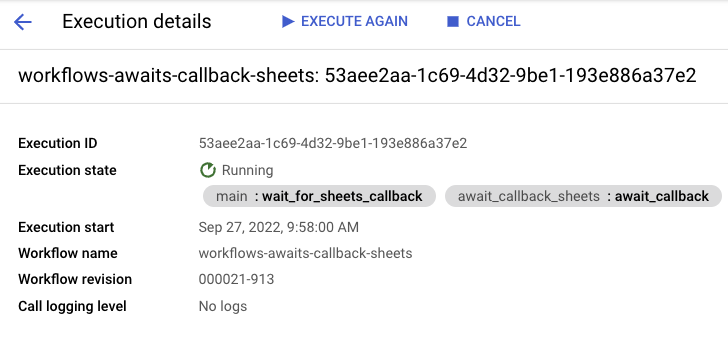 Execution details EXECUTE AGAIN CANCEL
workflows-awaits-callback-sheets: 53aee2aa-1c69-4d32-9be1-193e886a37e2
Execution ID 53aee2aa-1c69-4d32-9be1-193e886a37e2
Execution state Running
main : wait_for_sheets_callback await_callback_sheets : await_callback
Execution start Sep 27, 2022, 9:58:00 AM
Workflow name workflows-awaits-callback-sheets
Workflow revision 000021-913
Call logging level No logs